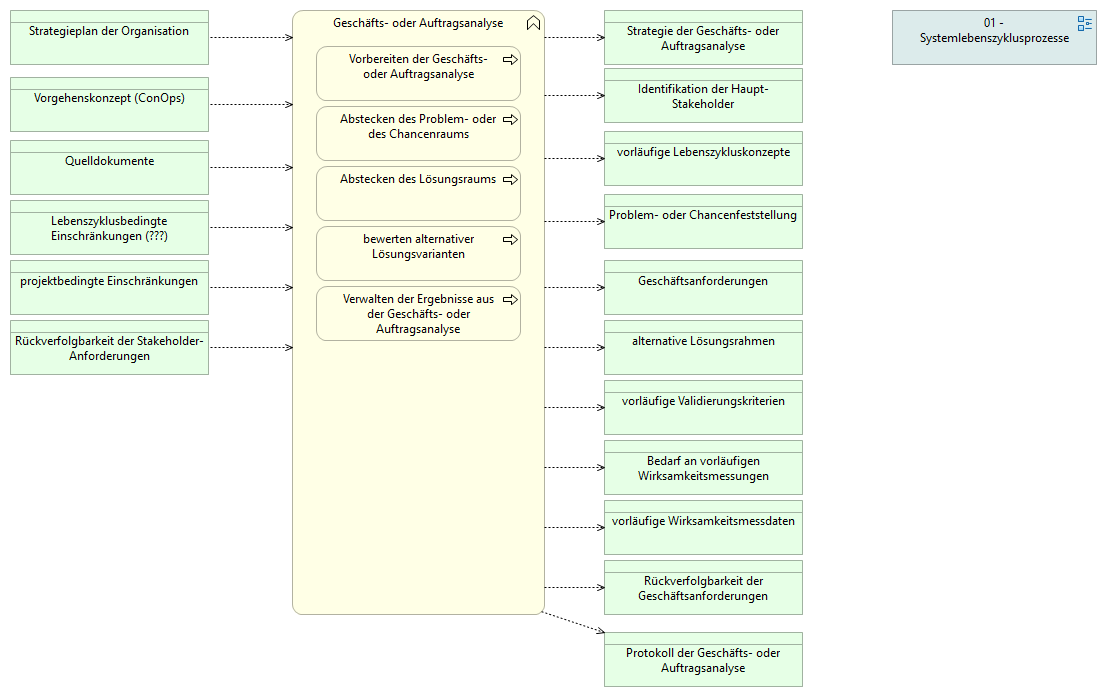 Strategieplan der Organisation
Vorgehenskonzept (ConOps)
Quelldokumente
Lebenszyklusbedingte
Einschränkungen (???)
projektbedingte Einschränkungen
Rückverfolgbarkeit der Stakeholder-
Anforderungen
Geschäfts- oder Auftragsanalyse
Vorbereiten der Geschäfts-
oder Auftragsanalyse
Abstecken des Problem- oder
des Chancenraums
Abstecken des Lösungsraums
bewerten alternativer
Lösungsvarianten
Verwalten der Ergebnisse aus
der Geschäfts- oder
Auftragsanalyse
Strategie der Geschäfts- oder
Auftragsanalyse
Identifikation der Haupt-
Stakeholder
vorläufige Lebenszykluskonzepte
Problem- oder Chancenfeststellung
Geschäftsanforderungen
alternative Lösungsrahmen
vorläufige Validierungskriterien
Bedarf an vorläufigen
Wirksamkeitsmessungen
vorläufige Wirksamkeitsmessdaten
Rückverfolgbarkeit der
Geschäftsanforderungen
Protokoll der Geschäfts- oder
Auftragsanalyse
01 -
Systemlebenszyklusprozesse